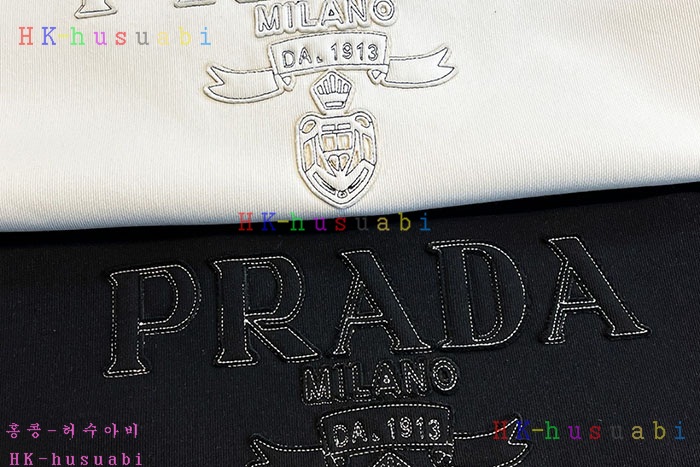 MILANO
HK-husuabi
DA. 1913
HK-husuabi
PRADA
MILANO
DA. 1913
HK-husuabi
홍콩-허수아비
HK-husuabi